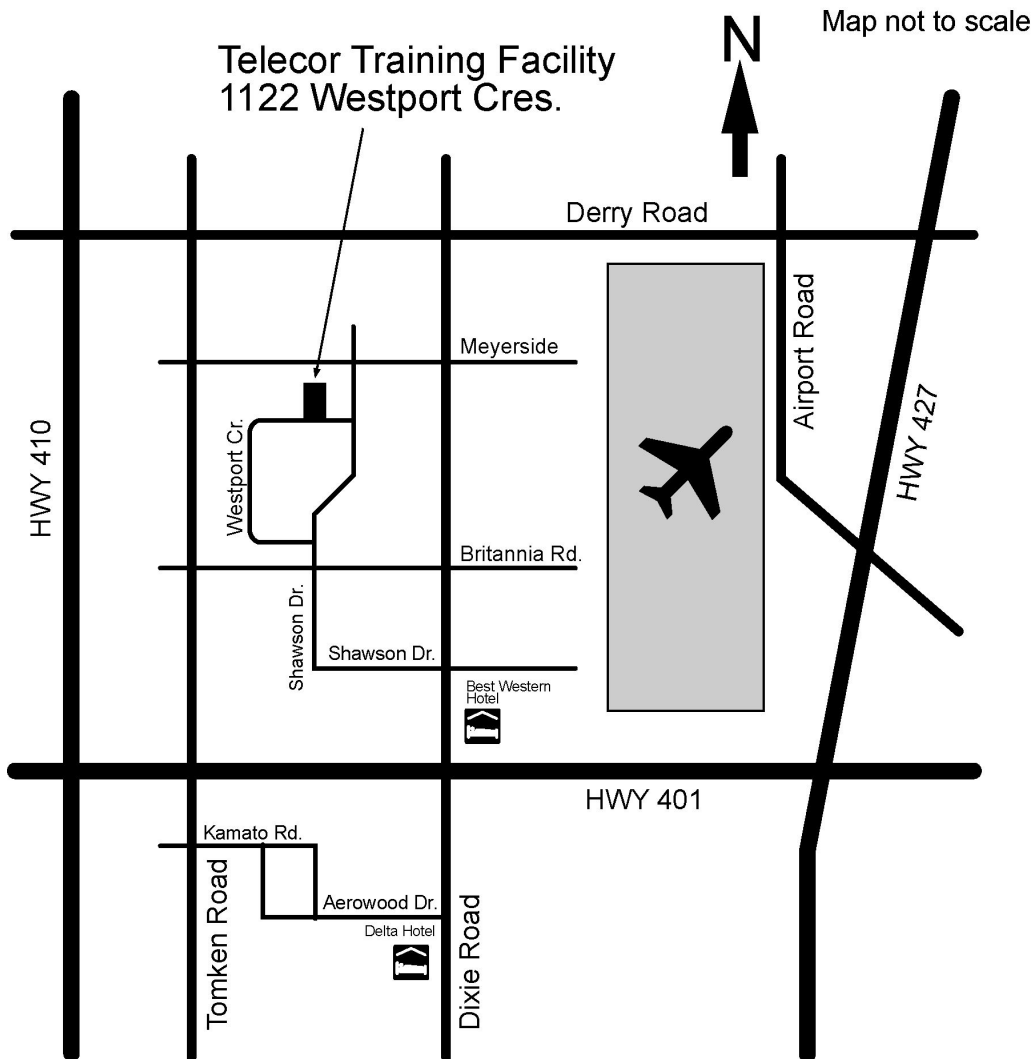 Map not to scale
N
Telecor Training Facility
1122 Westport Cres.
Derry Road
Airport Road
Meyerside
HWY 410
Westport Cr.
HWY 427
Britannia Rd.
Shawson Dr.
Shawson Dr.
Best Western
Hotel
HWY 401
Kamato Rd.
Tomken Road
Aerowood Dr.
Delta Hotel
Dixie Road